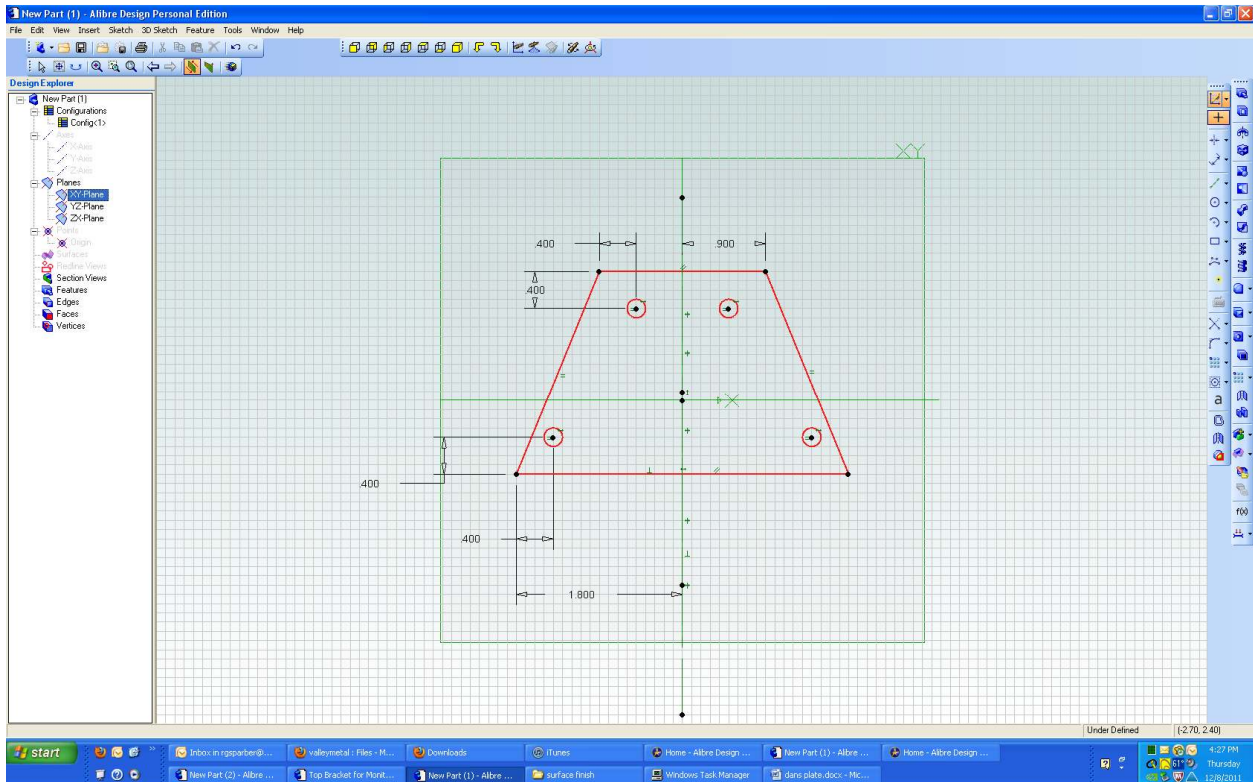 New Part (1) - Alibre Design Personal Edition
File Edit View Insert Sketch 3D Sketch Feature Tools Window Help
Design Explorer
New Part (1)
Configurations
Config<1>
Axes
X-Axis
Y-Axis
Z-Axis
Planes
XY-Plane
YZ-Plane
ZX-Plane
Points
Origin
Surfaces
Redline Views
Section Views
Features
Edges
Faces
Vertices
XY
.400
.900
.400
X
.400
.400
1.800
a
f(x)
Under Defined
(-2.70, 2.40)
start
Inbox in rgsparber@...
valleymetal : Files - M...
Downloads
iTunes
Home - Alibre Design ...
New Part (1) - Alibre ...
Home - Alibre Design ...
New Part (2) - Alibre ...
Top Bracket for Monit...
New Part (1) - Alibre ...
surface finish
Windows Task Manager
dans plate.docx - Mic...
61°
4:27 PM
Thursday